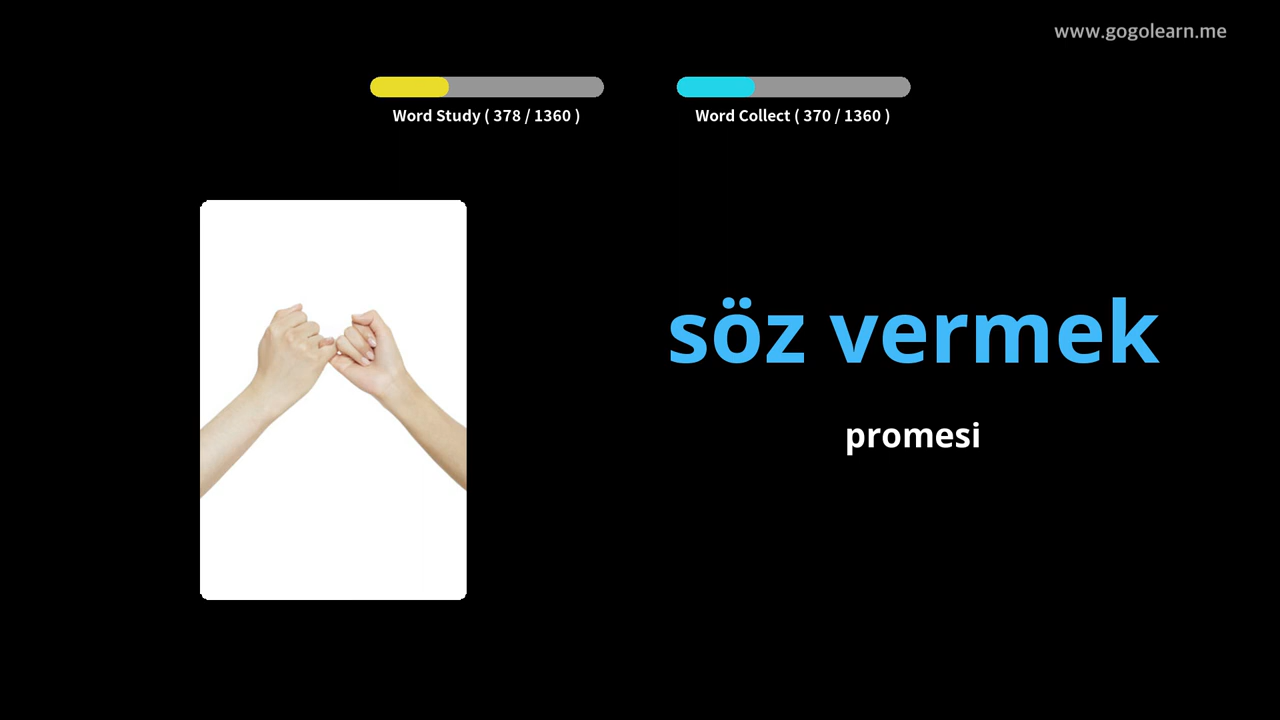 www.gogolearn.me
Word Study ( 378 / 1360 )
Word Collect ( 370 / 1360 )
söz vermek
promesi